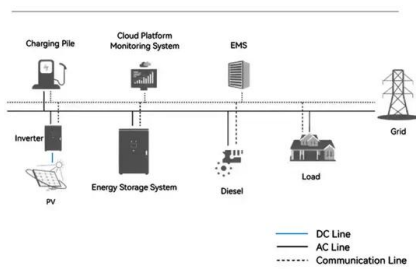 Charging Pile
Cloud Platform
Monitoring System
EMS
Grid
Inverter
PV
Energy Storage System
Diesel
Load
DC Line
AC Line
Communication Line